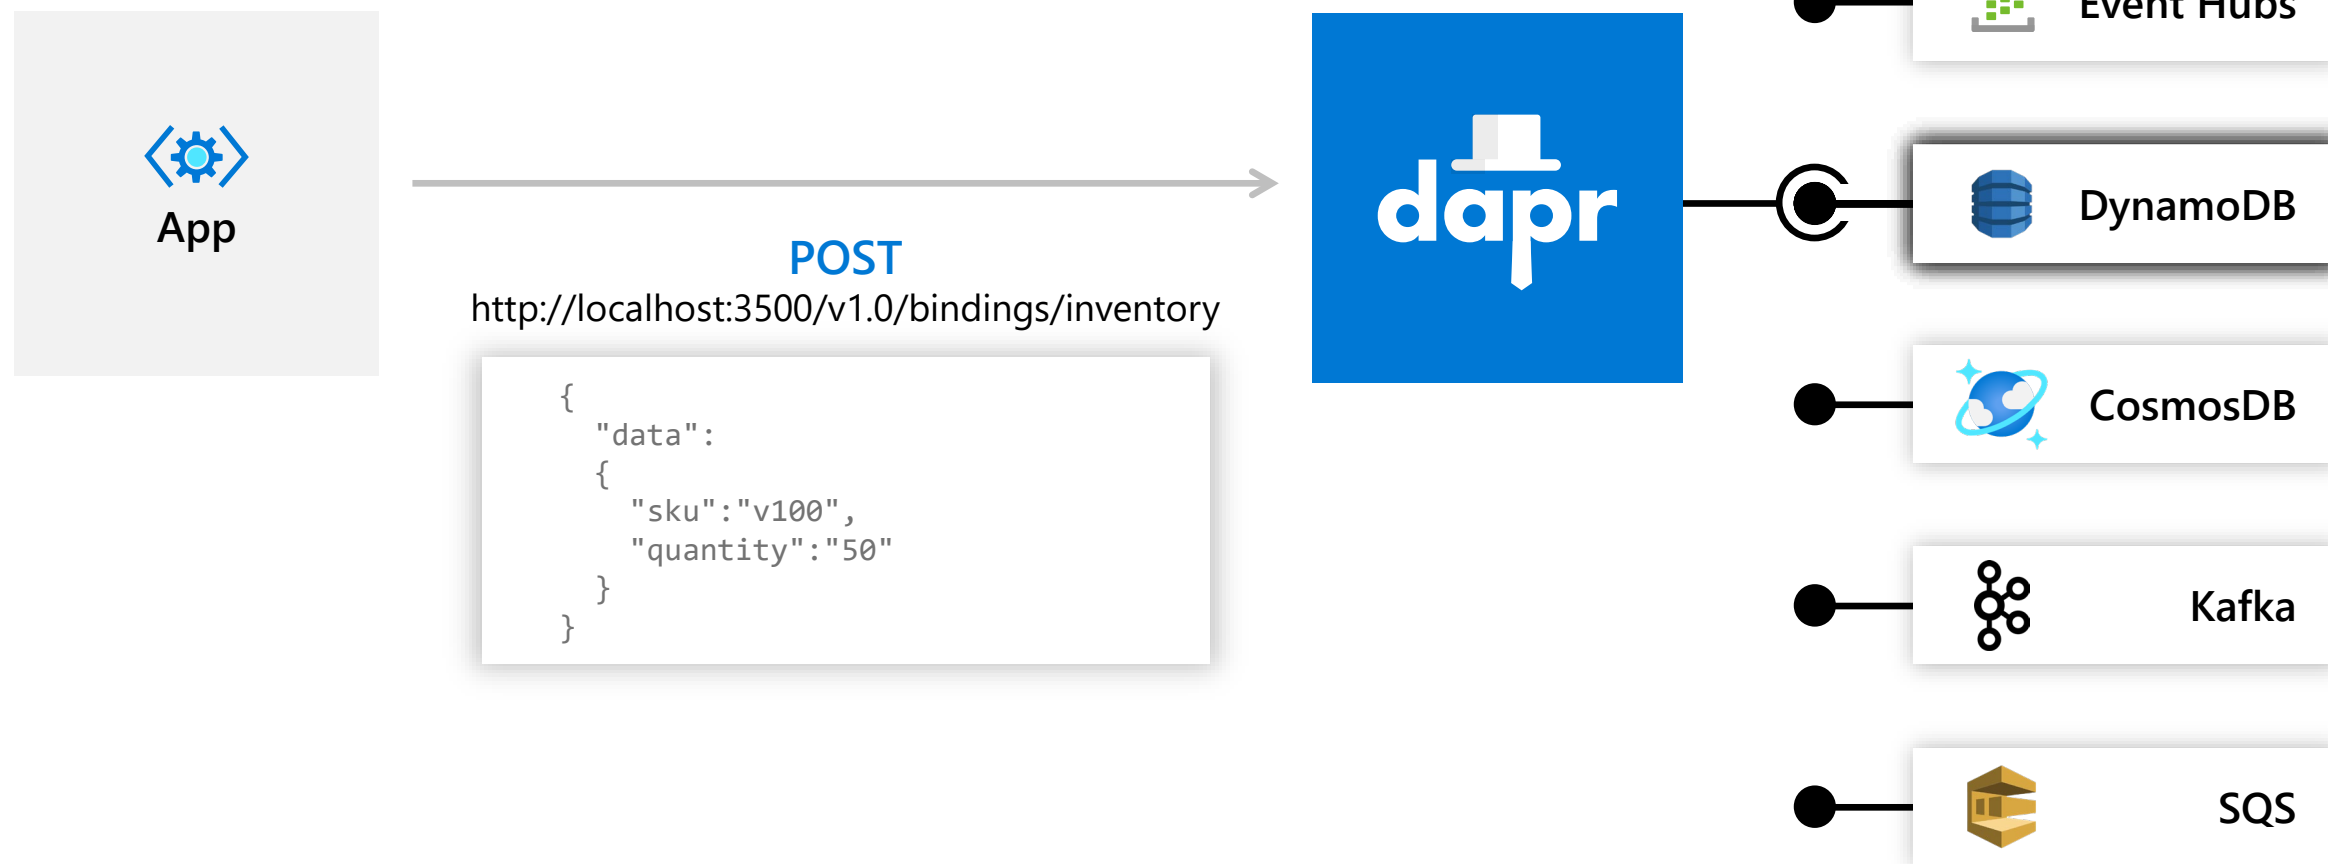 App
POST
http://localhost:3500/v1.0/bindings/inventory
{
"data":
{
"sku":"v100",
"quantity":"50"
}
}
dapr
Event Hubs
DynamoDB
CosmosDB
Kafka
SQS